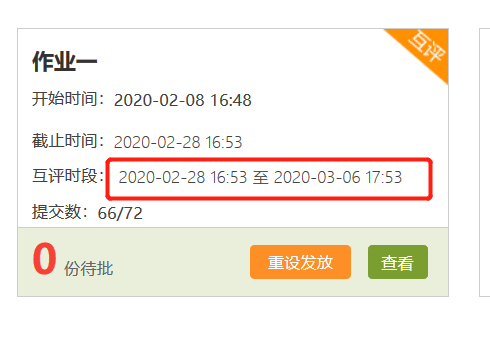 互评
作业一
开始时间：2020-02-08 16:48
截止时间：2020-02-28 16:53
互评时段：2020-02-28 16:53 至 2020-03-06 17:53
提交数：66/72
0 份待批 重设发放 查看